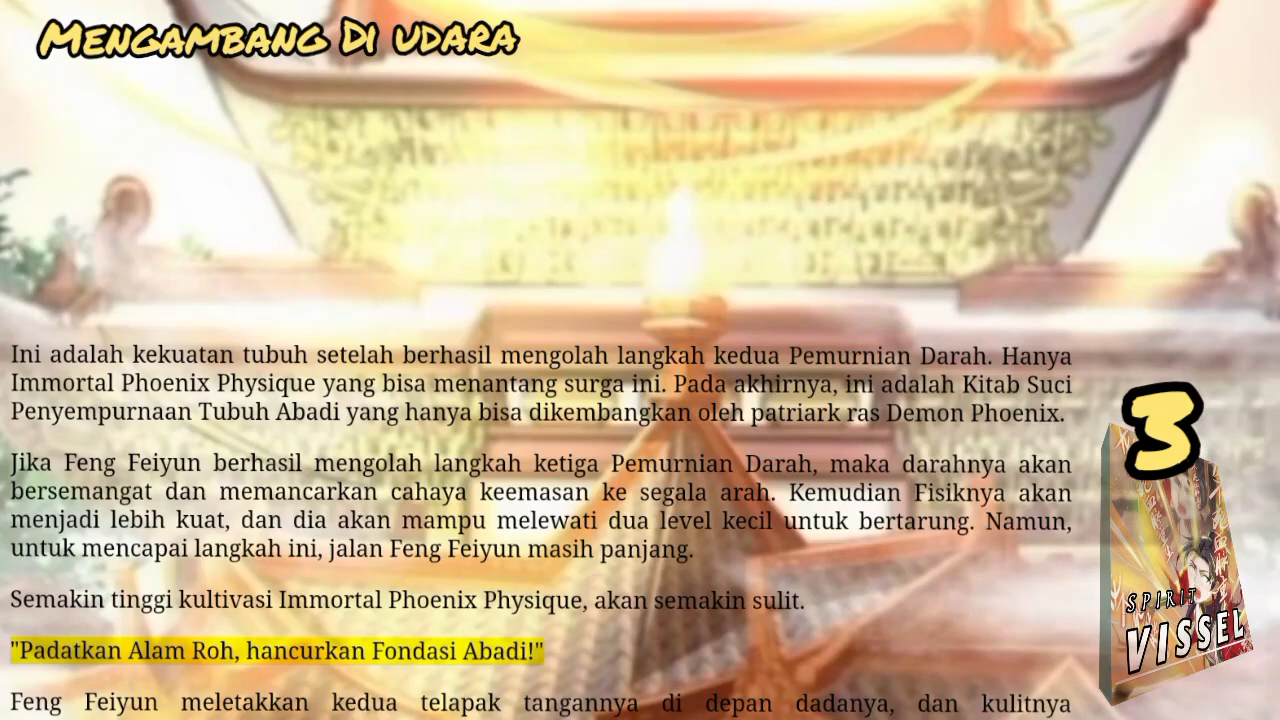 Mengambang Di udara
Ini adalah kekuatan tubuh setelah berhasil mengolah langkah kedua Pemurnian Darah. Hanya
Immortal Phoenix Physique yang bisa menantang surga ini. Pada akhirnya, ini adalah Kitab Suci
Penyempurnaan Tubuh Abadi yang hanya bisa dikembangkan oleh patriark ras Demon Phoenix.
Jika Feng Feiyun berhasil mengolah langkah ketiga Pemurnian Darah, maka darahnya akan
bersemangat dan memancarkan cahaya keemasan ke segala arah. Kemudian Fisiknya akan
menjadi lebih kuat, dan dia akan mampu melewati dua level kecil untuk bertarung. Namun,
untuk mencapai langkah ini, jalan Feng Feiyun masih panjang.
Semakin tinggi kultivasi Immortal Phoenix Physique, akan semakin sulit.
"Padatkan Alam Roh, hancurkan Fondasi Abadi!"
Feng Feiyun meletakkan kedua telapak tangannya di depan dadanya, dan kulitnya
3
SPIRIT
VISSEL